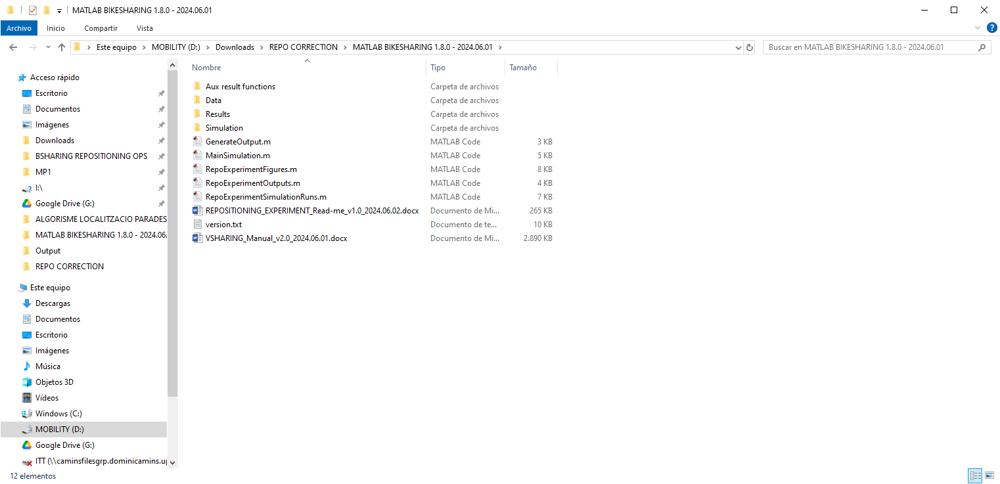 MATLAB BIKESHARING 1.8.0 - 2024.06.01
Archivo Inicio Compartir Vista
Este equipo MOBILITY (D:) Downloads REPO CORRECTION MATLAB BIKESHARING 1.8.0 - 2024.06.01
Buscar en MATLAB BIKESHARING 1.8.0 - 2024.06.01
Acceso rápido
Escritorio
Documentos
Imágenes
Downloads
BSHARING REPOSITIONING OPS
MP1
I:\
Google Drive (G:)
ALGORISME LOCALITZACIO PARADES
MATLAB BIKESHARING 1.8.0 - 2024.06.
Output
REPO CORRECTION
Este equipo
Descargas
Documentos
Escritorio
Imágenes
Música
Objetos 3D
Vídeos
Windows (C:)
MOBILITY (D:)
Google Drive (G:)
ITT (\\caminsfilesgrp.dominicamins.up
Nombre Tipo Tamaño
Aux result functions Carpeta de archivos
Data Carpeta de archivos
Results Carpeta de archivos
Simulation Carpeta de archivos
GenerateOutput.m MATLAB Code 3 KB
MainSimulation.m MATLAB Code 5 KB
RepoExperimentFigures.m MATLAB Code 8 KB
RepoExperimentOutputs.m MATLAB Code 4 KB
RepoExperimentSimulationRuns.m MATLAB Code 7 KB
REPOSITIONING_EXPERIMENT_Read-me_v1.0_2024.06.02.docx Documento de Mi... 265 KB
version.txt Documento de te... 10 KB
VSHARING_Manual_v2.0_2024.06.01.docx Documento de Mi... 2.890 KB
12 elementos